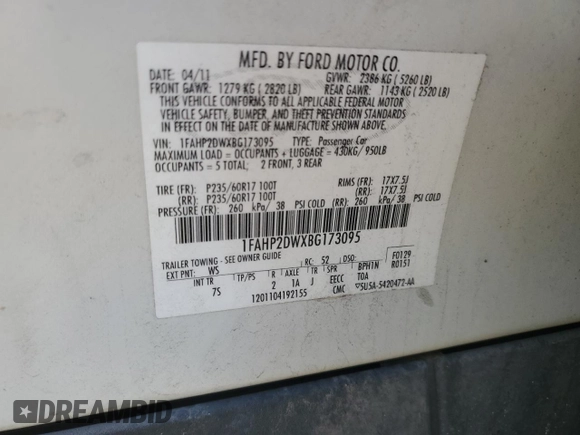 MFD. BY FORD MOTOR CO.
DATE: 04/11 GVWR: 2386 KG ( 5260 LB)
FRONT GAWR: 1279 KG ( 2820 LB) REAR GAWR: 1143 KG ( 2520 LB)
THIS VEHICLE CONFORMS TO ALL APPLICABLE FEDERAL MOTOR
VEHICLE SAFETY, BUMPER, AND THEFT PREVENTION STANDARDS
IN EFFECT ON THE DATE OF MANUFACTURE SHOWN ABOVE.
VIN: 1FAHP2DWXBG173095 TYPE: Passenger Car
MAXIMUM LOAD = OCCUPANTS + LUGGAGE = 430KG/ 950LB
OCCUPANTS = 5 TOTAL; 2 FRONT, 3 REAR
TIRE (FR): P235/60R17 100T RIMS (FR): 17X7.5J
(RR): P235/60R17 100T (RR): 17X7.5J
PRESSURE (FR): 260 kPa/ 38 PSI COLD (RR): 260 kPa/ 38 PSI COLD
1FAHP2DWXBG173095
TRAILER TOWING - SEE OWNER GUIDE
EXT PNT: WS RC: 52 DSO: F0129
INT TR TP/PS R AXLE TR SPR BPH1N R0151
7S 2 1A J EECC TOA
1201104192155 CMC 5U5A-5420472-AA
DREAMBID